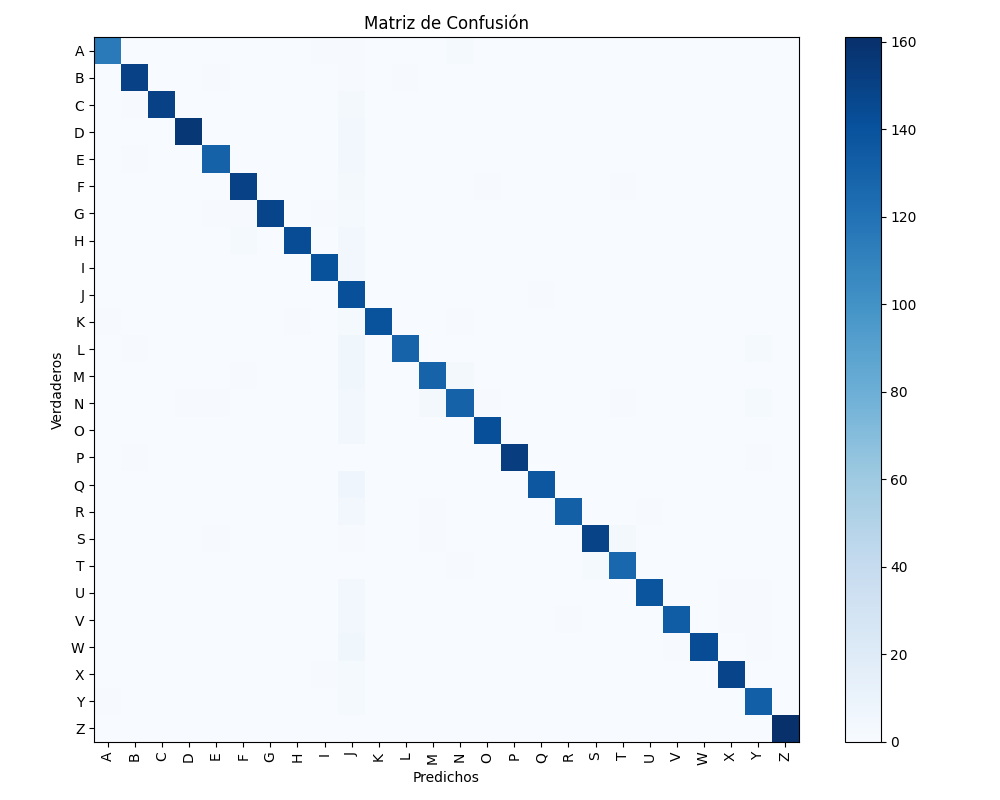 Matriz de Confusión
A
B
C
D
E
F
G
H
I
J
K
L
M
N
O
P
Q
R
S
T
U
V
W
X
Y
Z
Verdaderos
A B C D E F G H I J K L M N O P Q R S T U V W X Y Z
Predichos
160
140
120
100
80
60
40
20
0